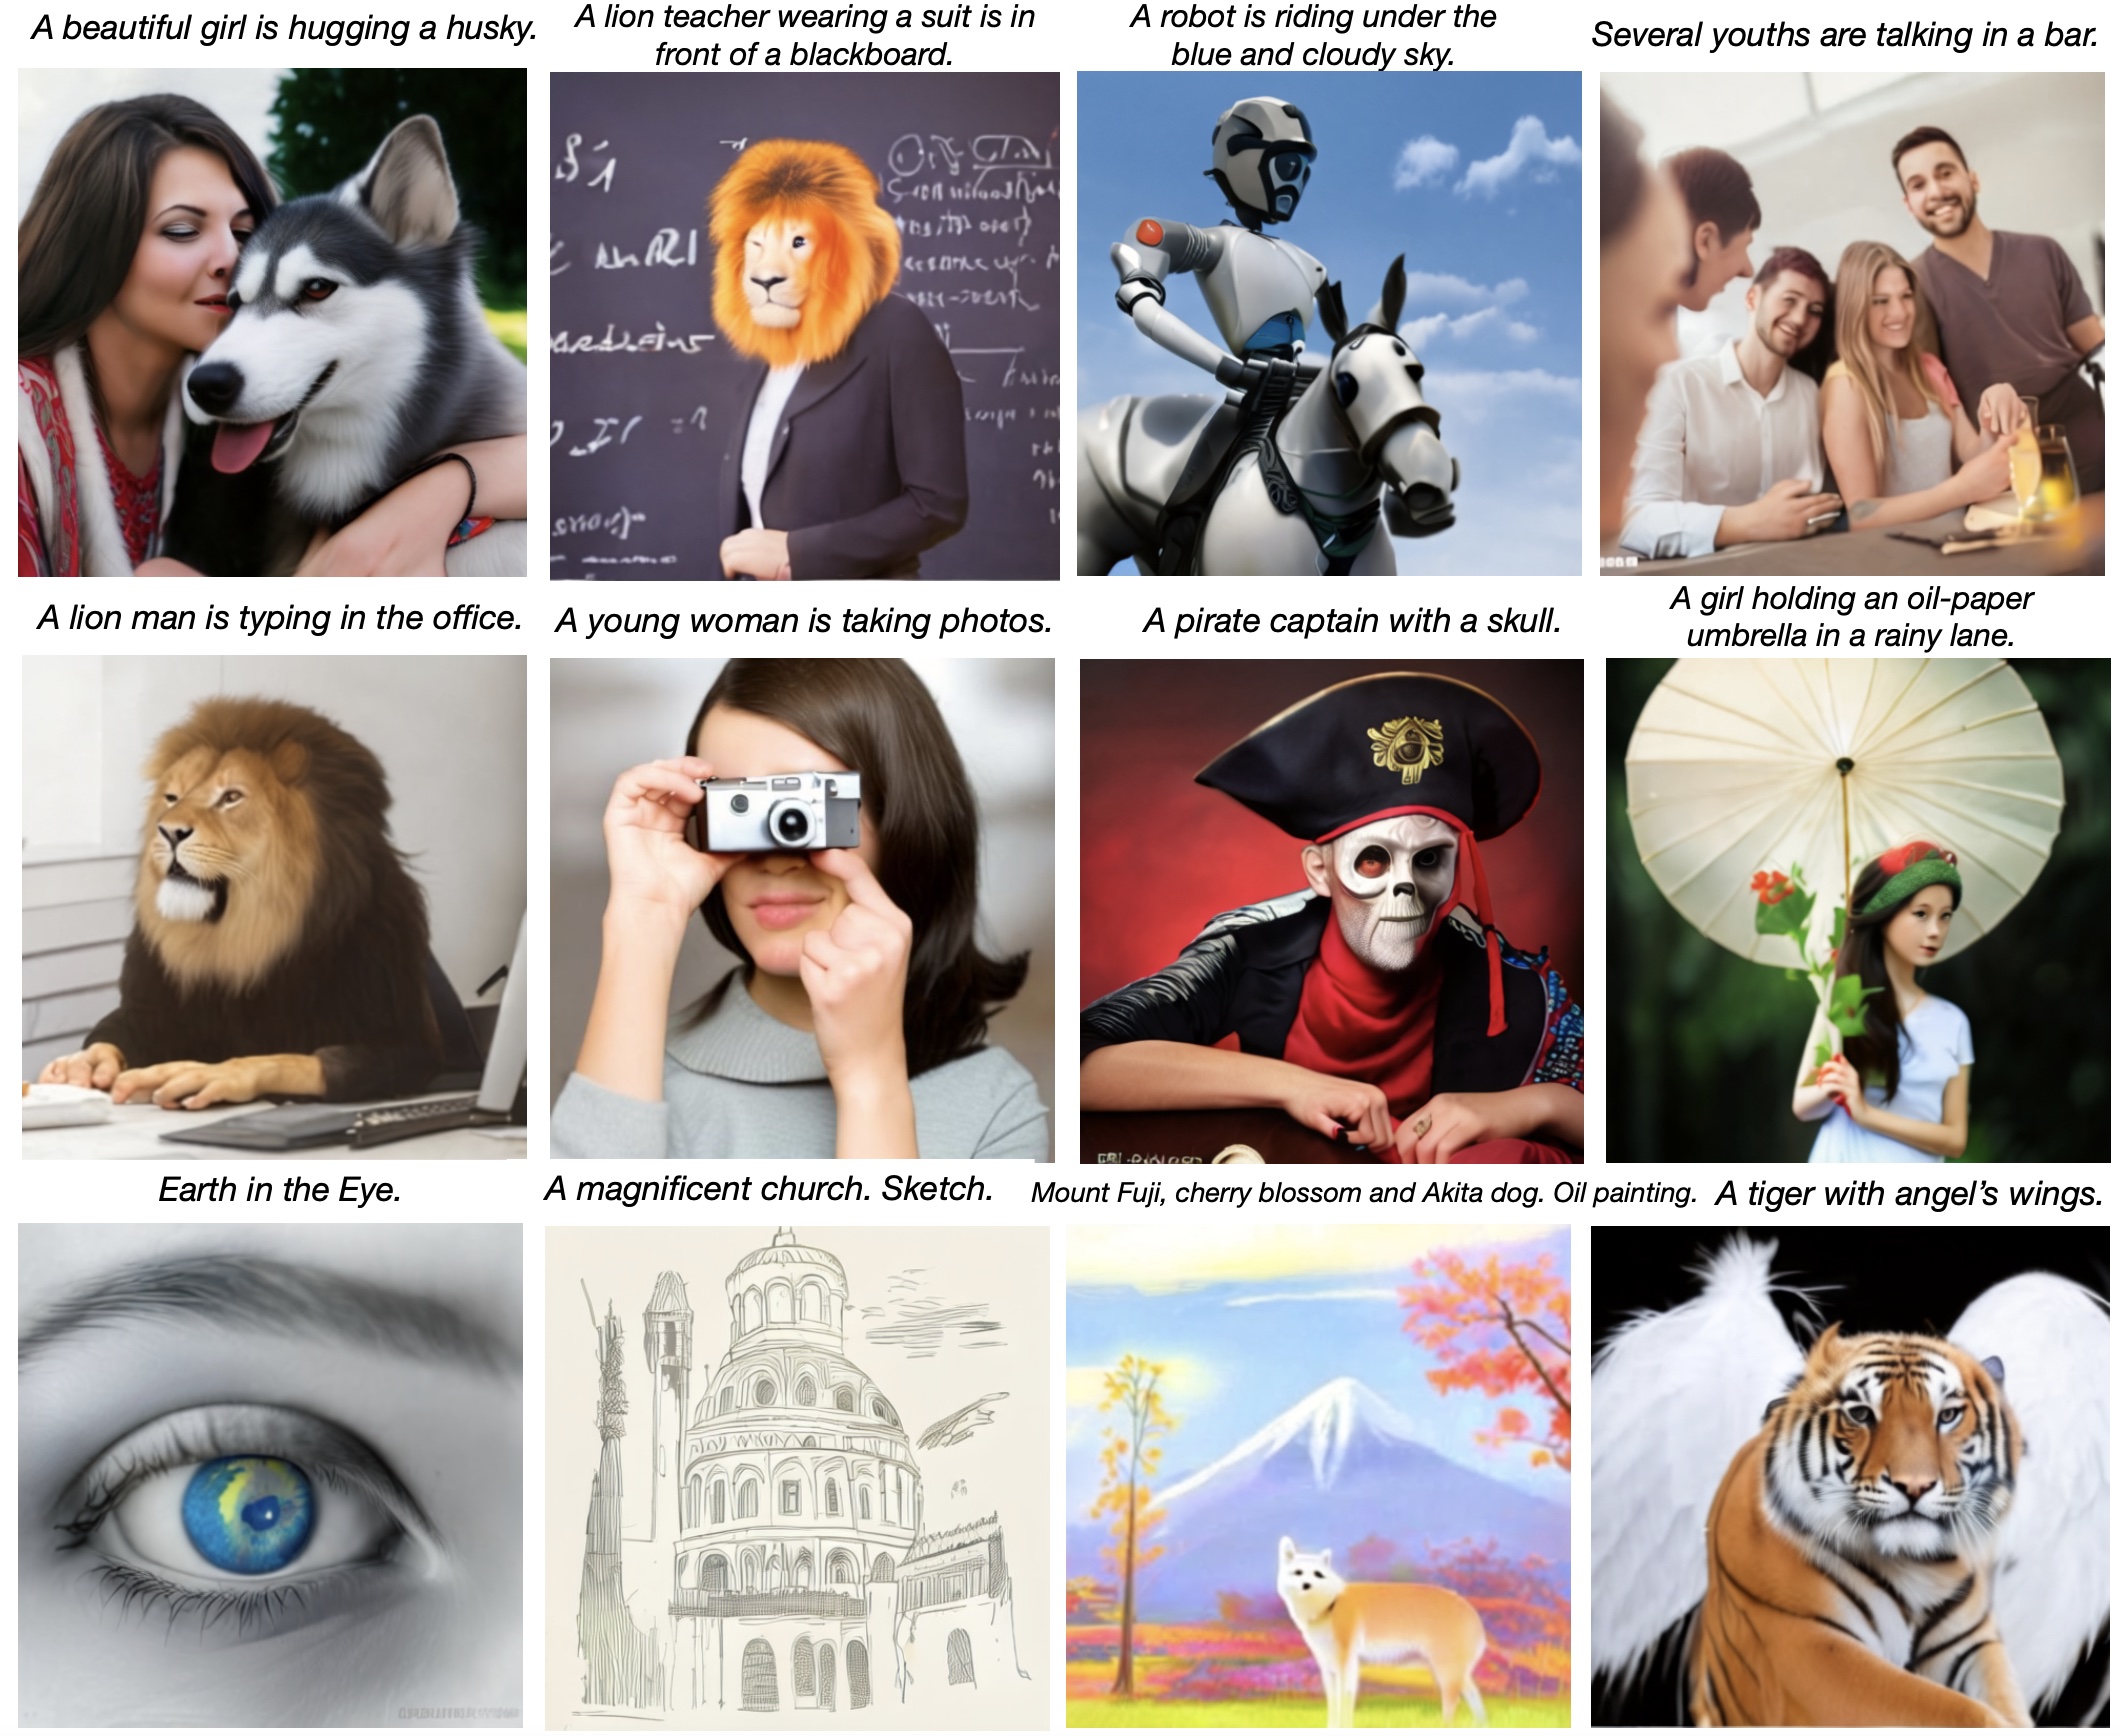 A beautiful girl is hugging a husky.
A lion teacher wearing a suit is in
front of a blackboard.
A robot is riding under the
blue and cloudy sky.
Several youths are talking in a bar.
A lion man is typing in the office.
A young woman is taking photos.
A pirate captain with a skull.
A girl holding an oil-paper
umbrella in a rainy lane.
Earth in the Eye.
A magnificent church. Sketch.
Mount Fuji, cherry blossom and Akita dog. Oil painting.
A tiger with angel's wings.